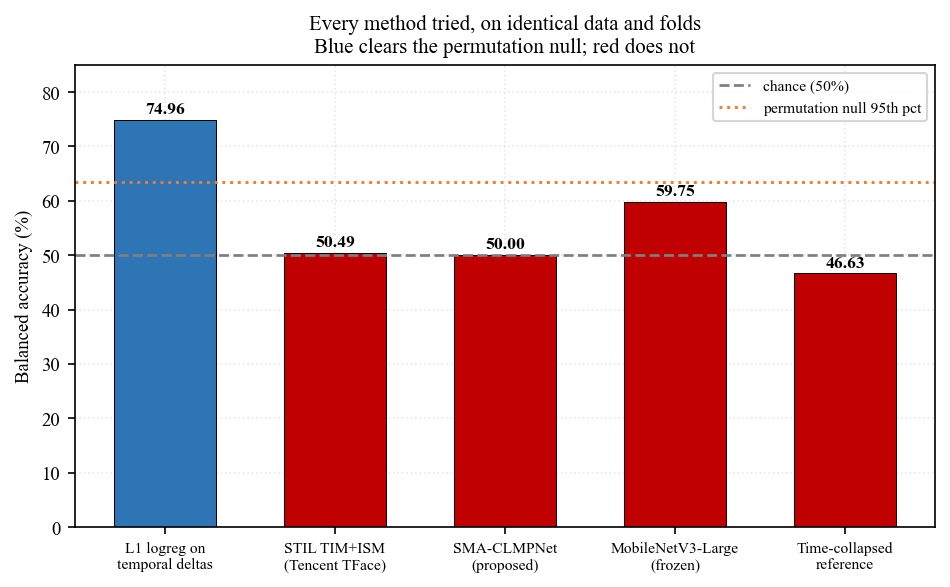 Every method tried, on identical data and folds
Blue clears the permutation null; red does not
chance (50%)
permutation null 95th pct
Balanced accuracy (%)
80
70
60
50
40
30
20
10
0
74.96
50.49
50.00
59.75
46.63
L1 logreg on
temporal deltas
STIL TIM+ISM
(Tencent TFace)
SMA-CLMPNet
(proposed)
MobileNetV3-Large
(frozen)
Time-collapsed
reference